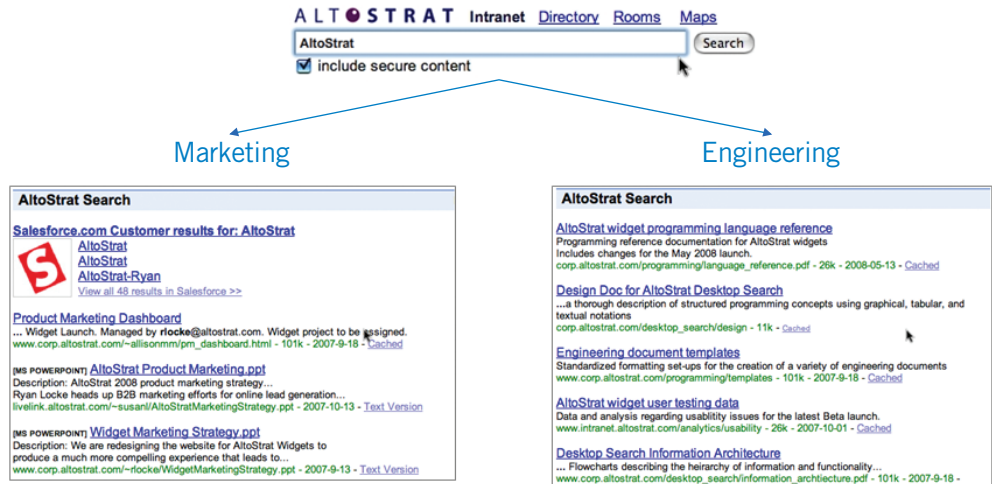 ALTOSTRAT Intranet Directory Rooms Maps
AltoStrat Search
include secure content
Marketing
Engineering
AltoStrat Search
Salesforce.com Customer results for: AltoStrat
S
AltoStrat
AltoStrat
AltoStrat-Ryan
View all 48 results in Salesforce >>
Product Marketing Dashboard
... Widget Launch. Managed by rlocke@altostrat.com. Widget project to be assigned.
www.corp.altostrat.com/~allisonmm/pm_dashboard.html - 101k - 2007-9-18 - Cached
[MS POWERPOINT] AltoStrat Product Marketing.ppt
Description: AltoStrat 2008 product marketing strategy...
Ryan Locke heads up B2B marketing efforts for online lead generation...
livelink.altostrat.com/~susanl/AltoStratMarketingStrategy.ppt - 2007-10-13 - Text Version
[MS POWERPOINT] Widget Marketing Strategy.ppt
Description: We are redesigning the website for AltoStrat Widgets to
produce a much more compelling experience that leads to...
www.corp.altostrat.com/~rlocke/WidgetMarketingStrategy.ppt - 2007-9-13 - Text Version
AltoStrat Search
AltoStrat widget programming language reference
Programming reference documentation for AltoStrat widgets
Includes changes for the May 2008 launch.
corp.altostrat.com/programming/language_reference.pdf - 26k - 2008-05-13 - Cached
Design Doc for AltoStrat Desktop Search
...a thorough description of structured programming concepts using graphical, tabular, and
textual notations
corp.altostrat.com/desktop_search/design - 11k - Cached
Engineering document templates
Standardized formatting set-ups for the creation of a variety of engineering documents
www.corp.altostrat.com/programming/templates - 101k - 2007-9-18 - Cached
AltoStrat widget user testing data
Data and analysis regarding usablitity issues for the latest Beta launch.
www.intranet.altostrat.com/analytics/usability - 26k - 2007-10-01 - Cached
Desktop Search Information Architecture
... Flowcharts describing the heirarchy of information and functionality...
www.corp.altostrat.com/desktop_search/information_archtiecture.pdf - 101k - 2007-9-18 -